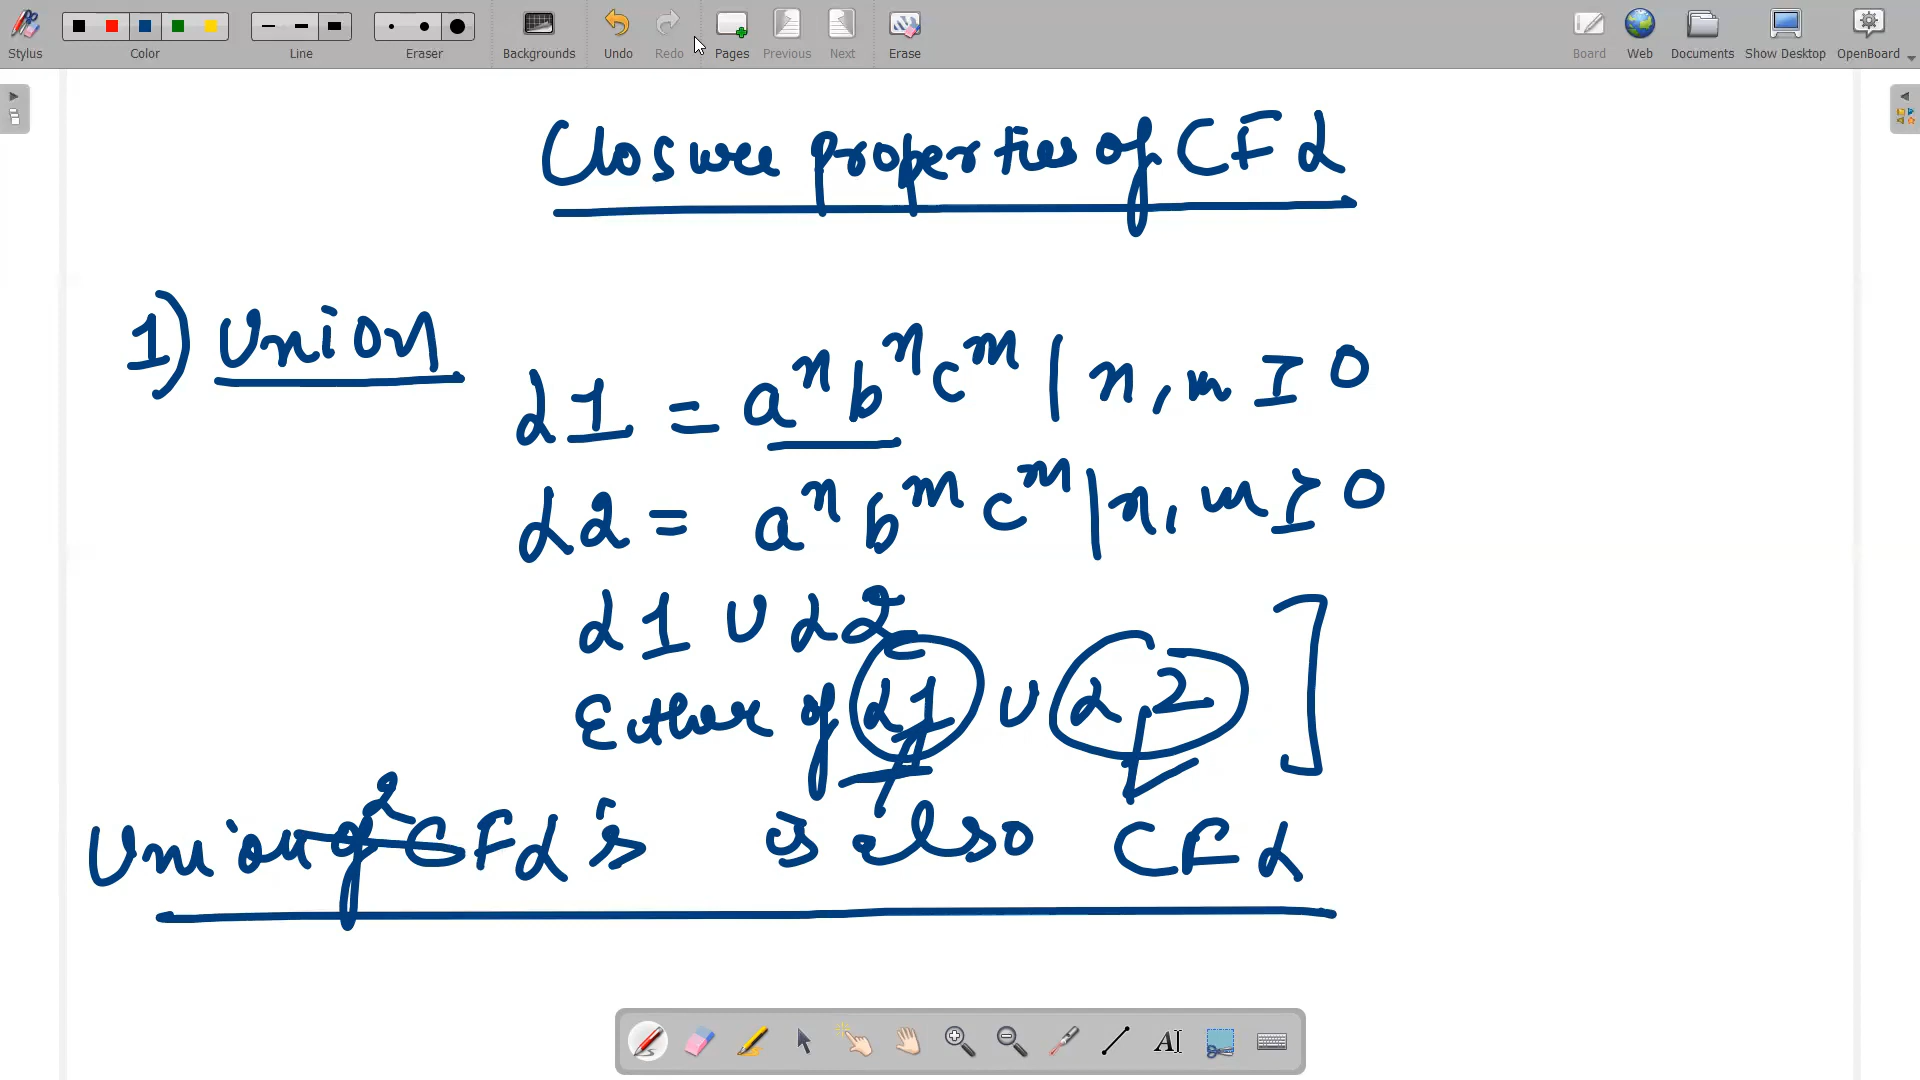 Stylus Color Line Eraser Backgrounds Undo Redo Pages Previous Next Erase Board Web Documents Show Desktop OpenBoard
Closure properties of CFL
1) Union
L1 = aⁿbⁿcᵐ | n, m ≥ 0
L2 = aⁿbᵐcᵐ | n, m ≥ 0
L1 ∪ L2
Either of L1 ∪ L2
Union of 2 CFL's is also CFL